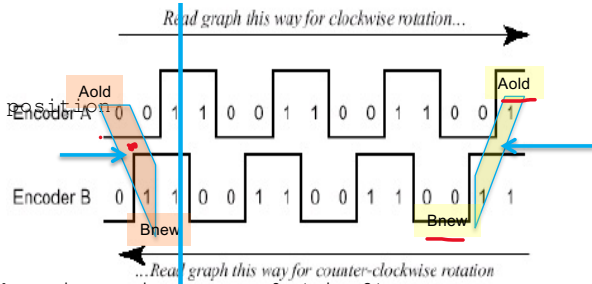 Read graph this way for clockwise rotation...
Aold
Aold
position
Encoder A 0 0 1 1 0 0 1 1 0 0 1 1 0 0 1
Encoder B 0 1 1 0 0 1 1 0 0 1 1 0 0 1 1
Bnew
Bnew
...Read graph this way for counter-clockwise rotation